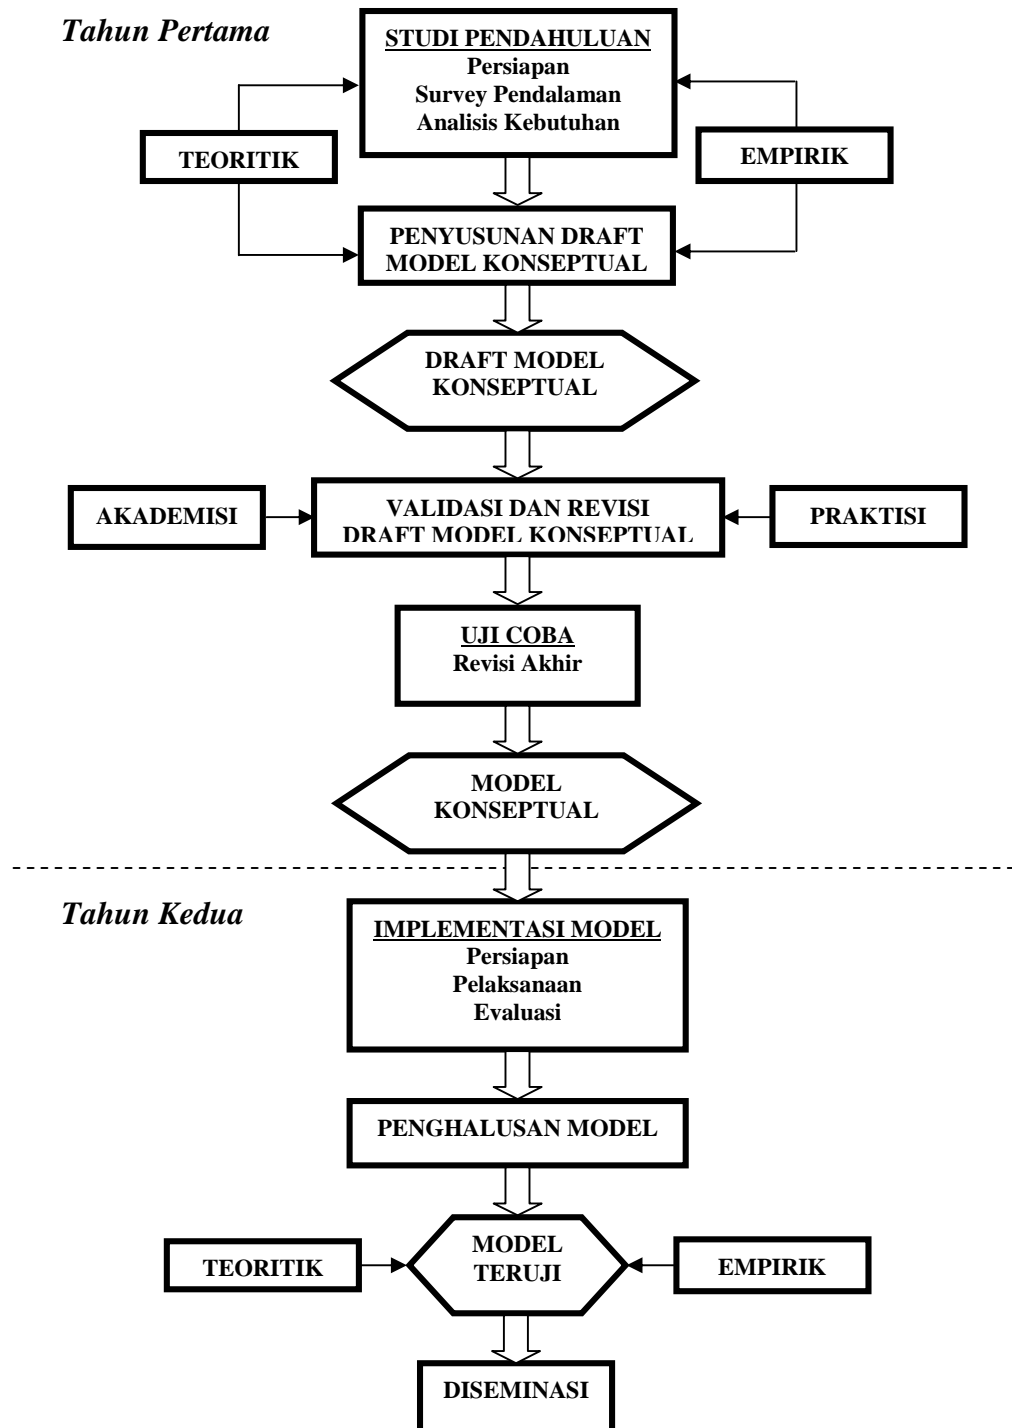 Tahun Pertama
STUDI PENDAHULUAN
Persiapan
Survey Pendalaman
Analisis Kebutuhan
TEORITIK
EMPIRIK
PENYUSUNAN DRAFT
MODEL KONSEPTUAL
DRAFT MODEL
KONSEPTUAL
AKADEMISI
VALIDASI DAN REVISI
DRAFT MODEL KONSEPTUAL
PRAKTISI
UJI COBA
Revisi Akhir
MODEL
KONSEPTUAL
Tahun Kedua
IMPLEMENTASI MODEL
Persiapan
Pelaksanaan
Evaluasi
PENGHALUSAN MODEL
TEORITIK
MODEL
TERUJI
EMPIRIK
DISEMINASI